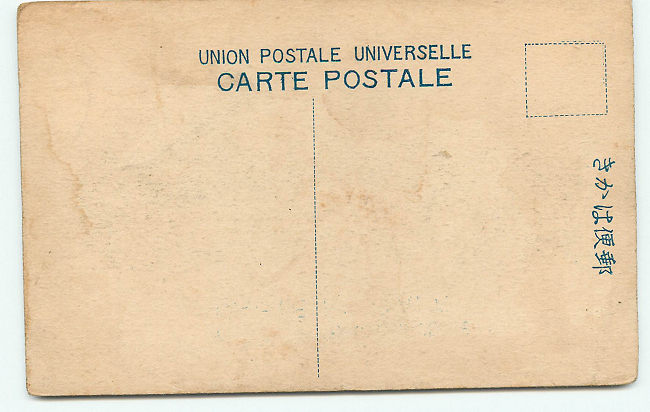 UNION POSTALE UNIVERSELLE
CARTE POSTALE
郵便はかき